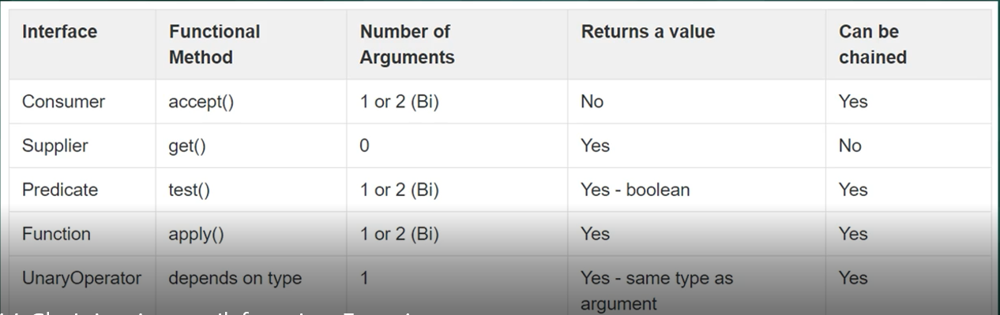 Interface Functional Method Number of Arguments Returns a value Can be chained
Consumer accept() 1 or 2 (Bi) No Yes
Supplier get() 0 Yes No
Predicate test() 1 or 2 (Bi) Yes - boolean Yes
Function apply() 1 or 2 (Bi) Yes Yes
UnaryOperator depends on type 1 Yes - same type as argument Yes